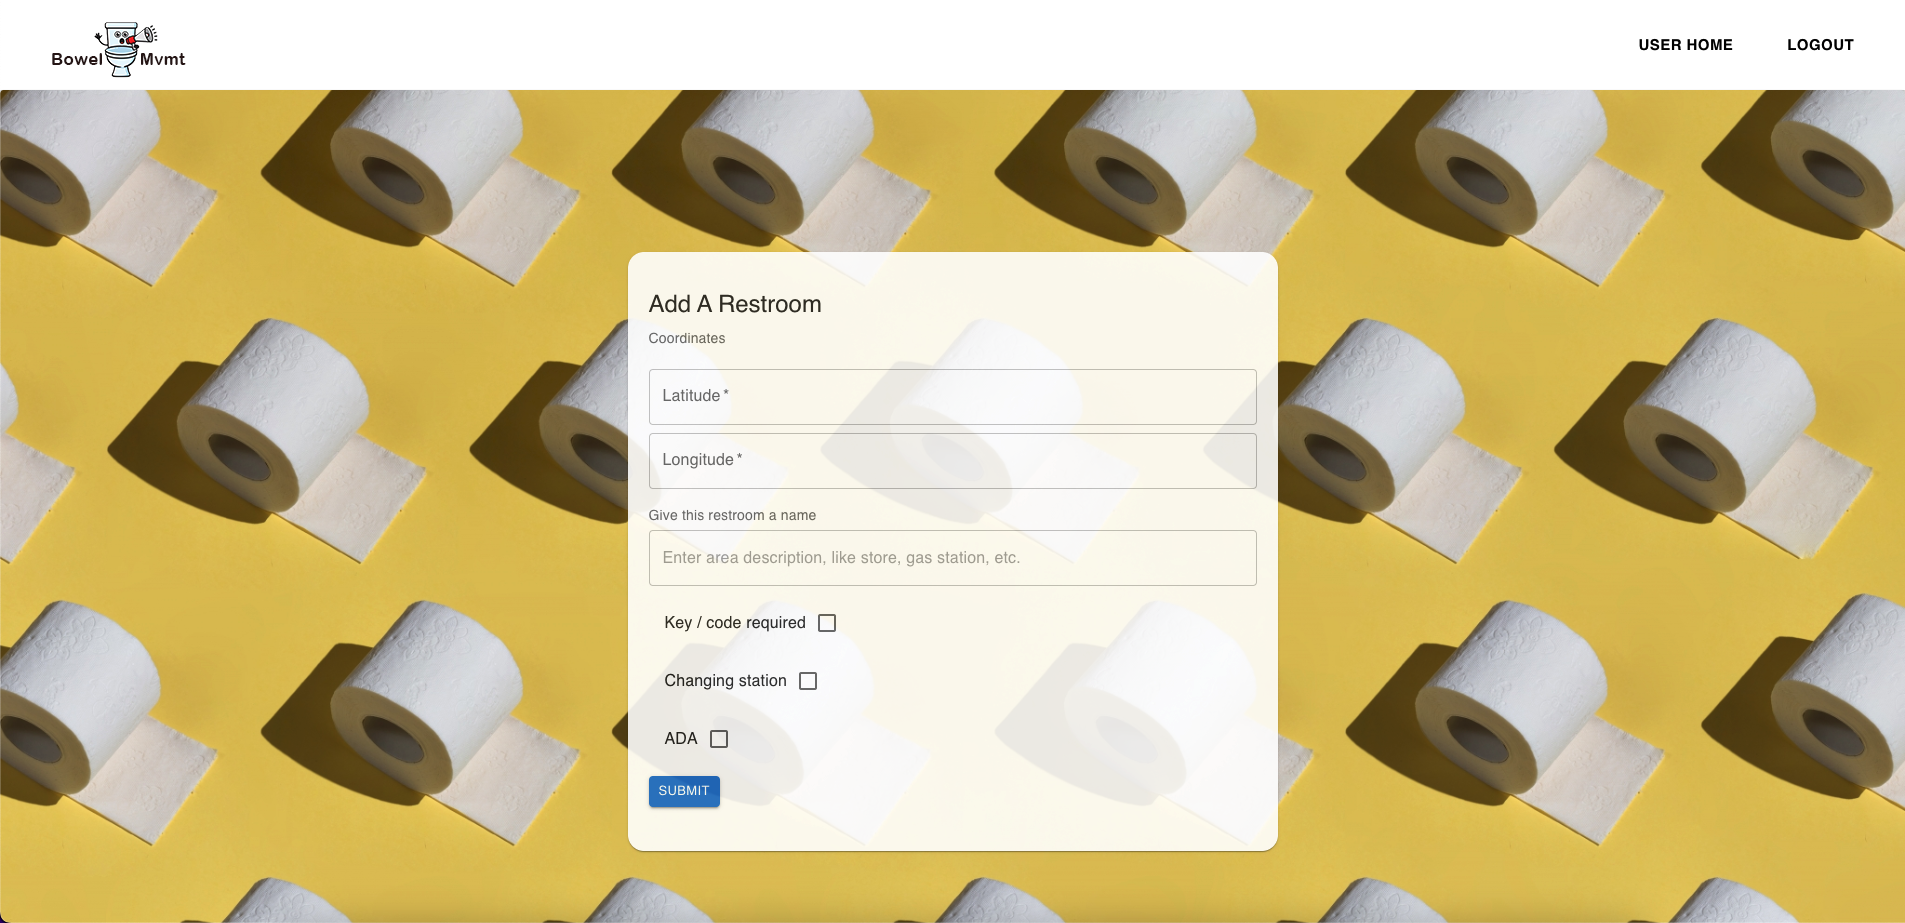 Bowel Mvmt
USER HOME
LOGOUT
Add A Restroom
Coordinates
Latitude *
Longitude *
Give this restroom a name
Enter area description, like store, gas station, etc.
Key / code required
Changing station
ADA
SUBMIT